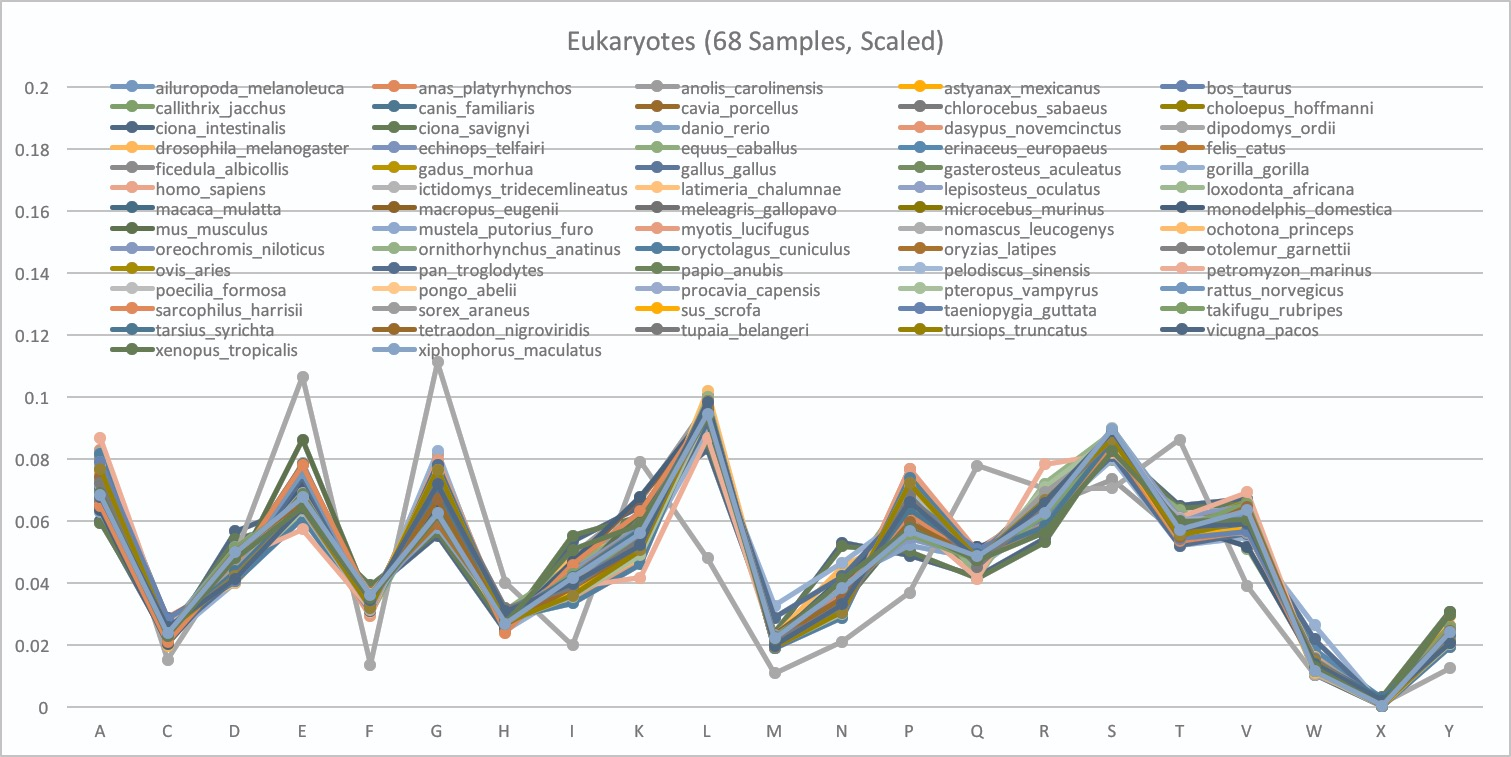 Eukaryotes (68 Samples, Scaled)
0.2
ailuropoda_melanoleuca anas_platyrhynchos anolis_carolinensis astyanax_mexicanus bos_taurus
callithrix_jacchus canis_familiaris cavia_porcellus chlorocebus_sabaeus choloepus_hoffmanni
ciona_intestinalis ciona_savignyi danio_rerio dasypus_novemcinctus dipodomys_ordii
0.18 drosophila_melanogaster echinops_telfairi equus_caballus erinaceus_europaeus felis_catus
ficedula_albicollis gadus_morhua gallus_gallus gasterosteus_aculeatus gorilla_gorilla
homo_sapiens ictidomys_tridecemlineatus latimeria_chalumnae lepisosteus_oculatus loxodonta_africana
0.16 macaca_mulatta macropus_eugenii meleagris_gallopavo microcebus_murinus monodelphis_domestica
mus_musculus mustela_putorius_furo myotis_lucifugus nomascus_leucogenys ochotona_princeps
oreochromis_niloticus ornithorhynchus_anatinus oryctolagus_cuniculus oryzias_latipes otolemur_garnettii
0.14 ovis_aries pan_troglodytes papio_anubis pelodiscus_sinensis petromyzon_marinus
poecilia_formosa pongo_abelii procavia_capensis pteropus_vampyrus rattus_norvegicus
sarcophilus_harrisii sorex_araneus sus_scrofa taeniopygia_guttata takifugu_rubripes
0.12 tarsius_syrichta tetraodon_nigroviridis tupaia_belangeri tursiops_truncatus vicugna_pacos
xenopus_tropicalis xiphophorus_maculatus
0.1
0.08
0.06
0.04
0.02
0
A C D E F G H I K L M N P Q R S T V W X Y